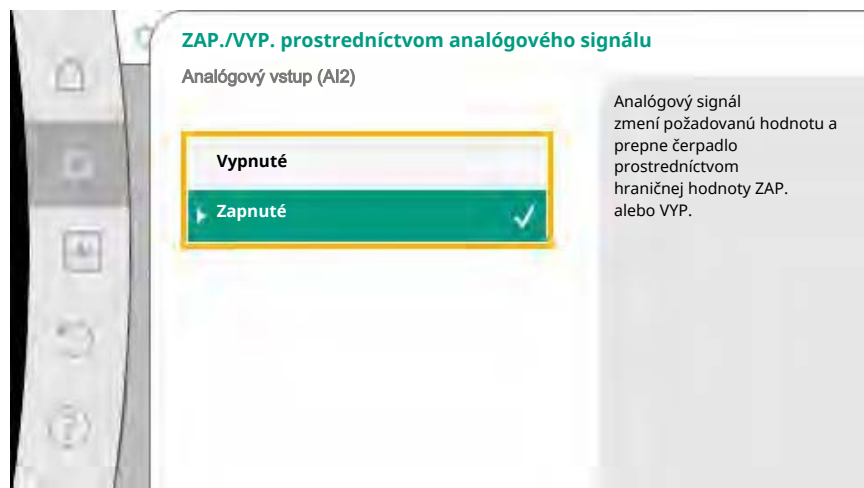 ZAP./VYP. prostredníctvom analógového signálu
Analógový vstup (AI2)
Vypnuté
Zapnuté
Analógový signál
zmení požadovanú hodnotu a
prepne čerpadlo
prostredníctvom
hraničnej hodnoty ZAP.
alebo VYP.